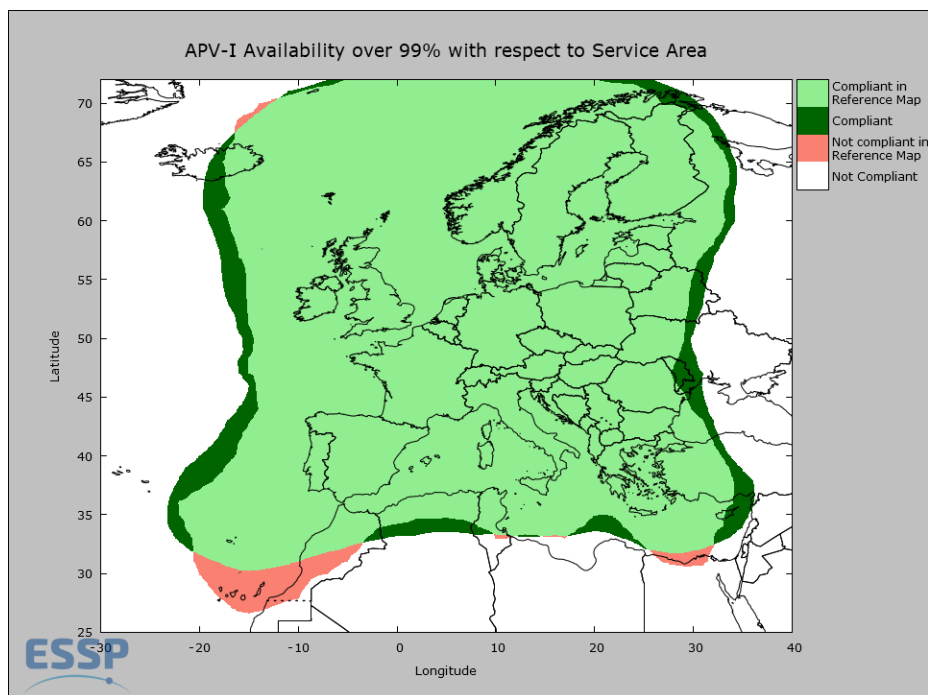 APV-I Availability over 99% with respect to Service Area
Compliant in
Reference Map
Compliant
Not compliant in
Reference Map
Not Compliant
Latitude
70
65
60
55
50
45
40
35
30
25
-30
-20
-10
0
10
20
30
40
Longitude
ESSP